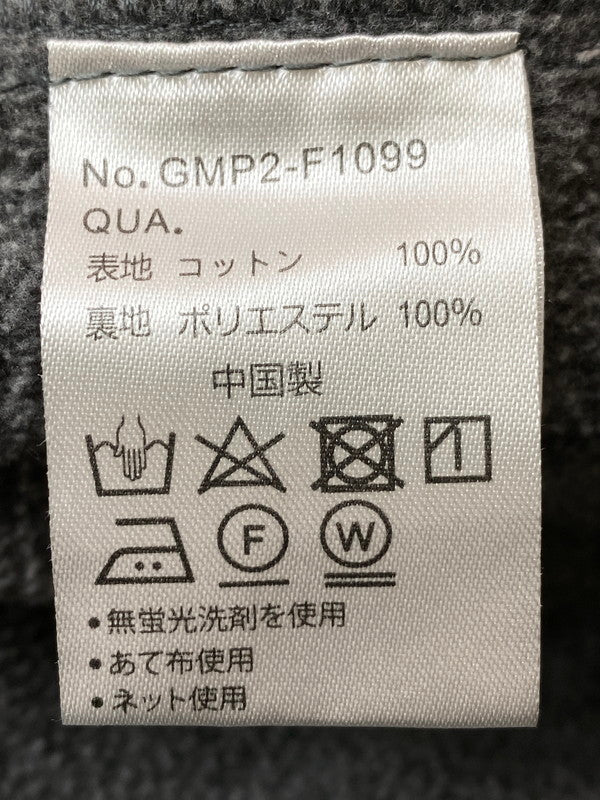 No. GMP2-F1099
QUA.
表地 コットン 100%
裏地 ポリエステル 100%
中国製
F W
•無蛍光洗剤を使用
•あて布使用
•ネット使用